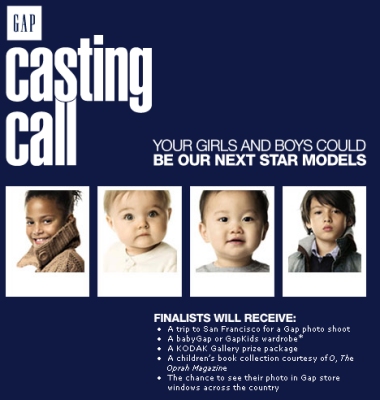 GAP
casting
call
YOUR GIRLS AND BOYS COULD
BE OUR NEXT STAR MODELS
FINALISTS WILL RECEIVE:
• A trip to San Francisco for a Gap photo shoot
• A babyGap or GapKids wardrobe*
• A KODAK Gallery prize package
• A children's book collection courtesy of O, The
Oprah Magazine
• The chance to see their photo in Gap store
windows across the country